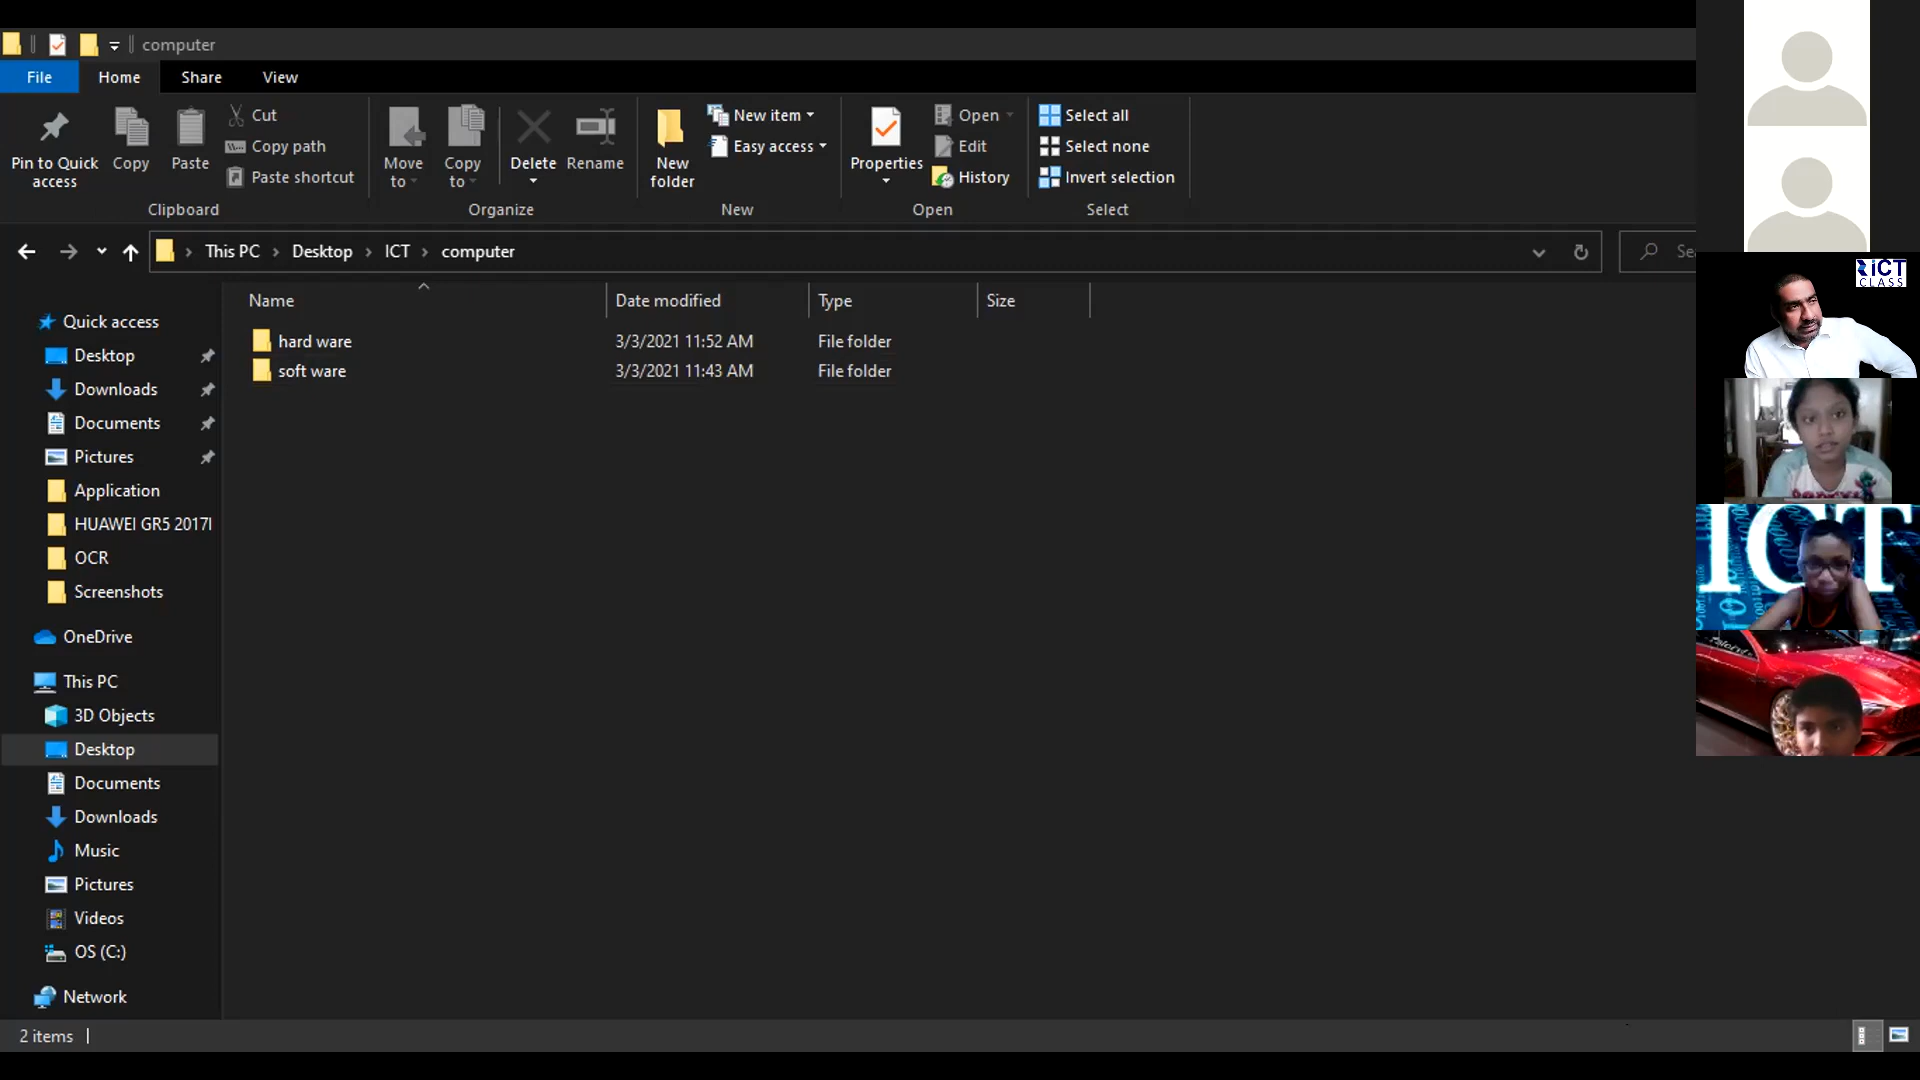 computer
File Home Share View
Pin to Quick access
Copy
Paste
Cut
Copy path
Paste shortcut
Clipboard
Move to
Copy to
Delete
Rename
Organize
New folder
New item
Easy access
New
Properties
Open
Edit
History
Open
Select all
Select none
Invert selection
Select
This PC > Desktop > ICT > computer
Name Date modified Type Size
hard ware 3/3/2021 11:52 AM File folder
soft ware 3/3/2021 11:43 AM File folder
Quick access
Desktop
Downloads
Documents
Pictures
Application
HUAWEI GR5 2017I
OCR
Screenshots
OneDrive
This PC
3D Objects
Desktop
Documents
Downloads
Music
Pictures
Videos
OS (C:)
Network
2 items
ICT
CLASS
ICT